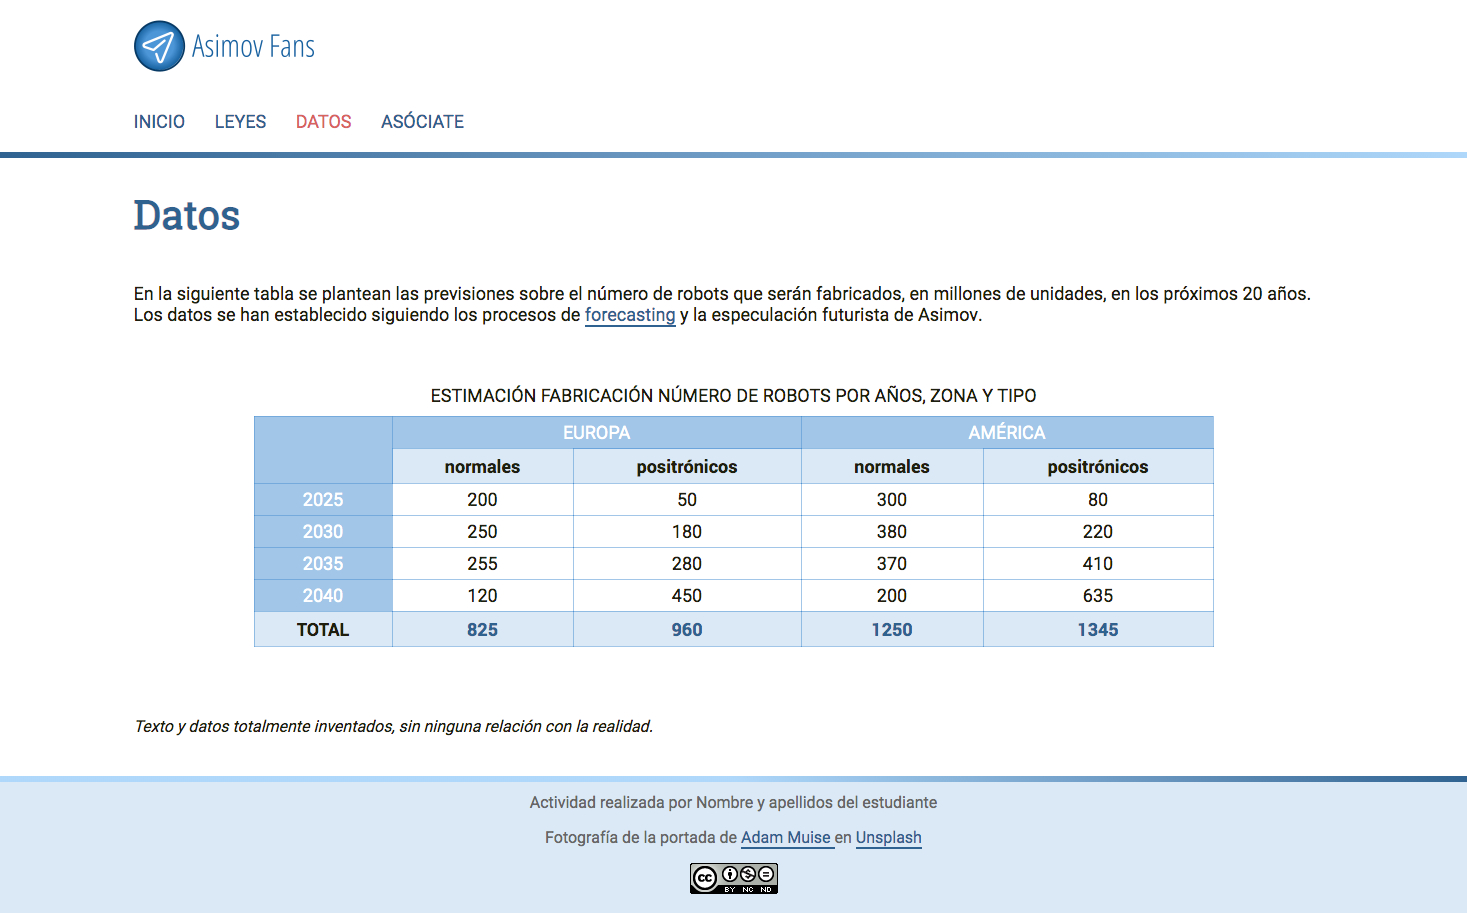 Asimov Fans
INICIO LEYES DATOS ASÓCIATE
Datos
En la siguiente tabla se plantean las previsiones sobre el número de robots que serán fabricados, en millones de unidades, en los próximos 20 años.
Los datos se han establecido siguiendo los procesos de forecasting y la especulación futurista de Asimov.
ESTIMACIÓN FABRICACIÓN NÚMERO DE ROBOTS POR AÑOS, ZONA Y TIPO
EUROPA AMÉRICA
normales positrónicos normales positrónicos
2025 200 50 300 80
2030 250 180 380 220
2035 255 280 370 410
2040 120 450 200 635
TOTAL 825 960 1250 1345
Texto y datos totalmente inventados, sin ninguna relación con la realidad.
Actividad realizada por Nombre y apellidos del estudiante
Fotografía de la portada de Adam Muise en Unsplash
cc
BY NC ND